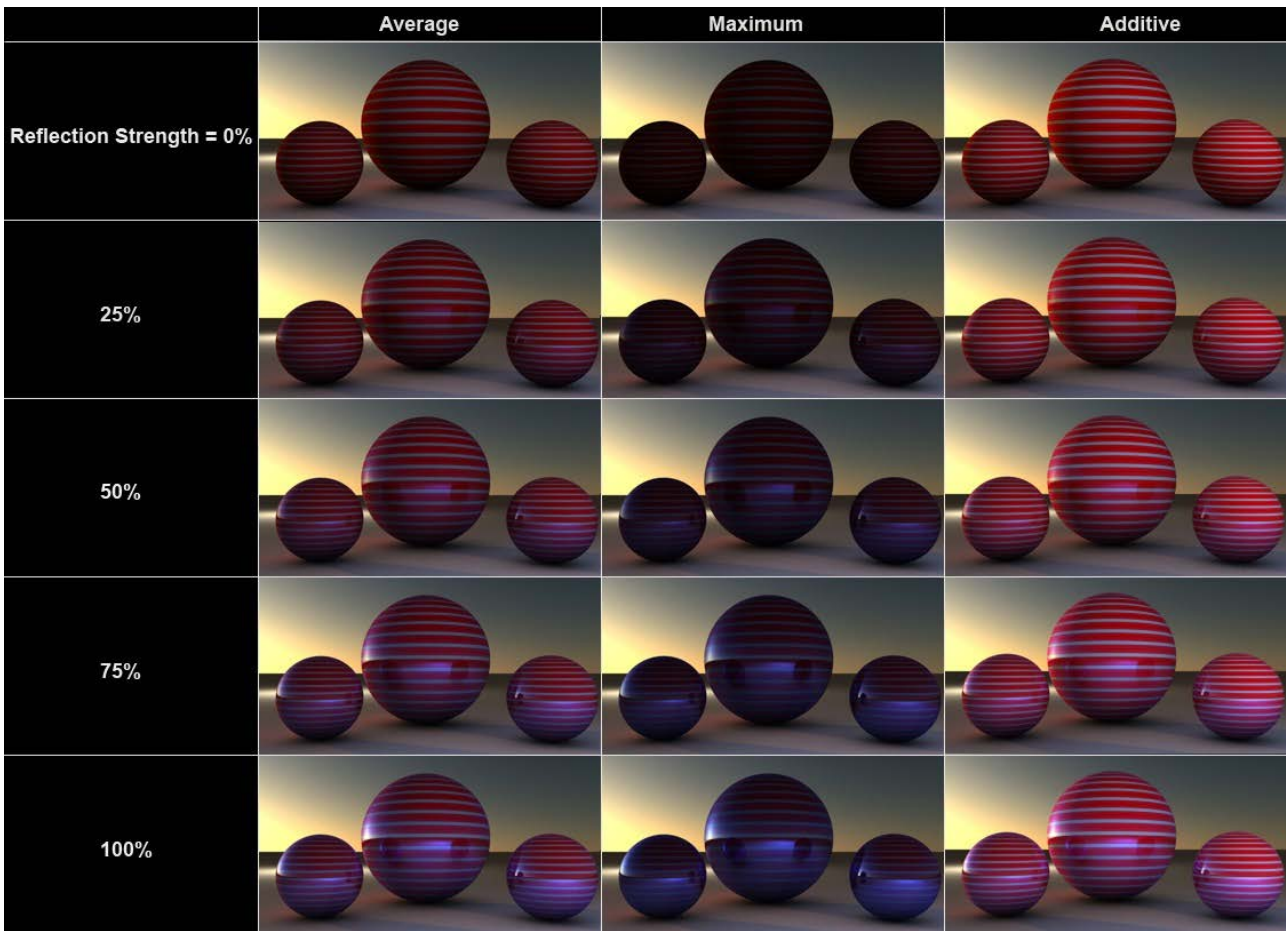 Average
Maximum
Additive
Reflection Strength = 0%
25%
50%
75%
100%